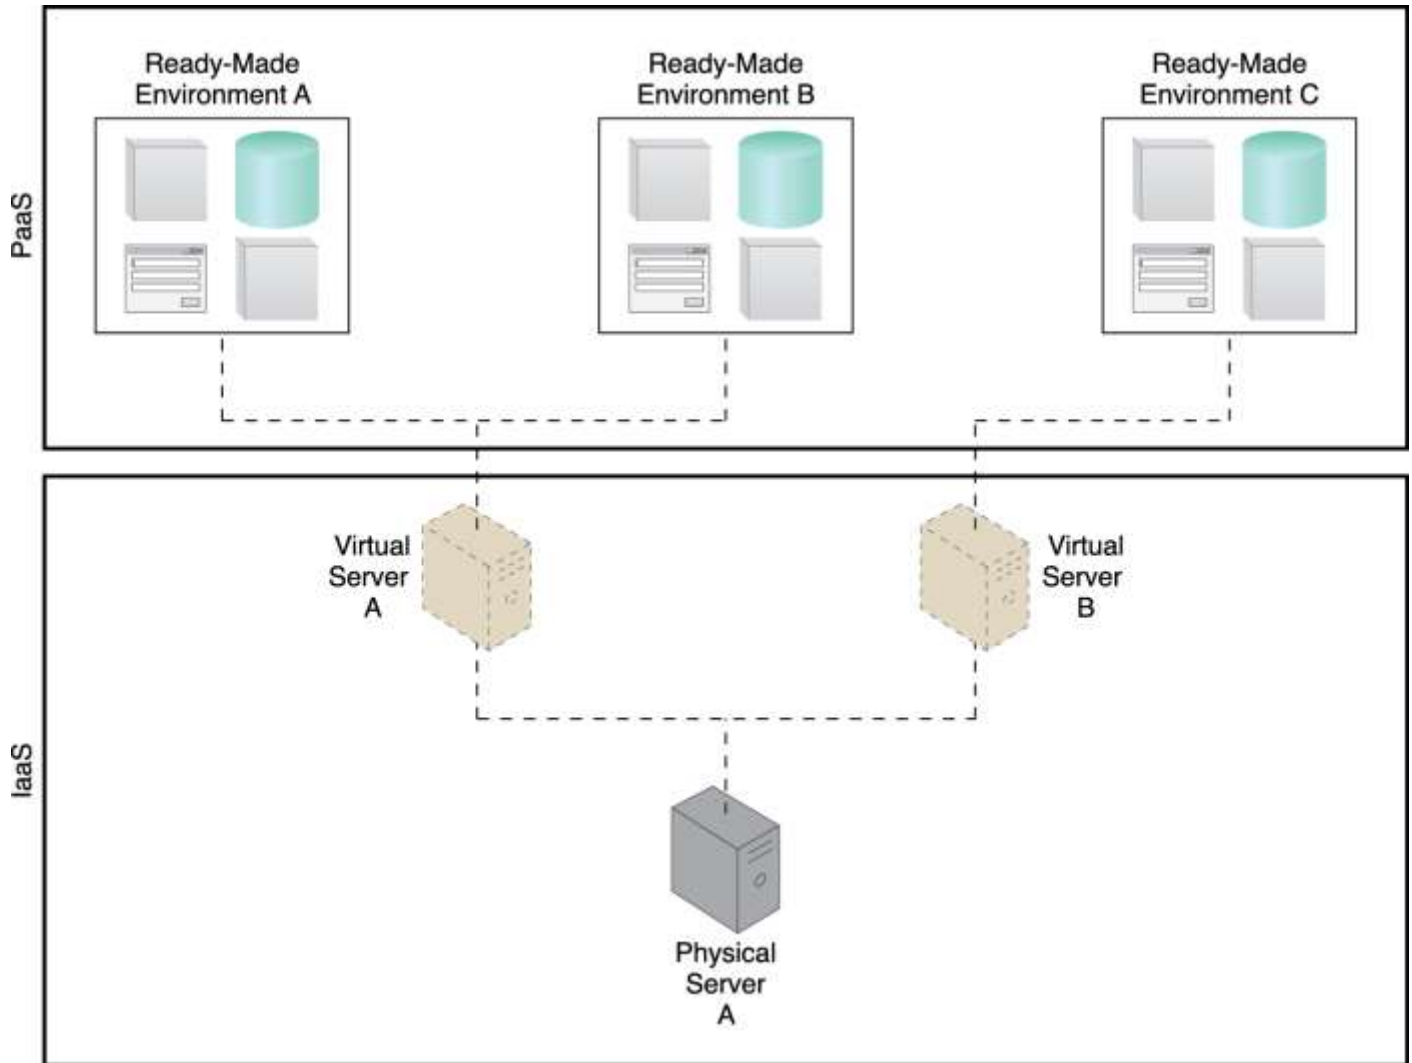 Ready-Made
Environment A
Ready-Made
Environment B
Ready-Made
Environment C
PaaS
Virtual
Server
A
Virtual
Server
B
IaaS
Physical
Server
A